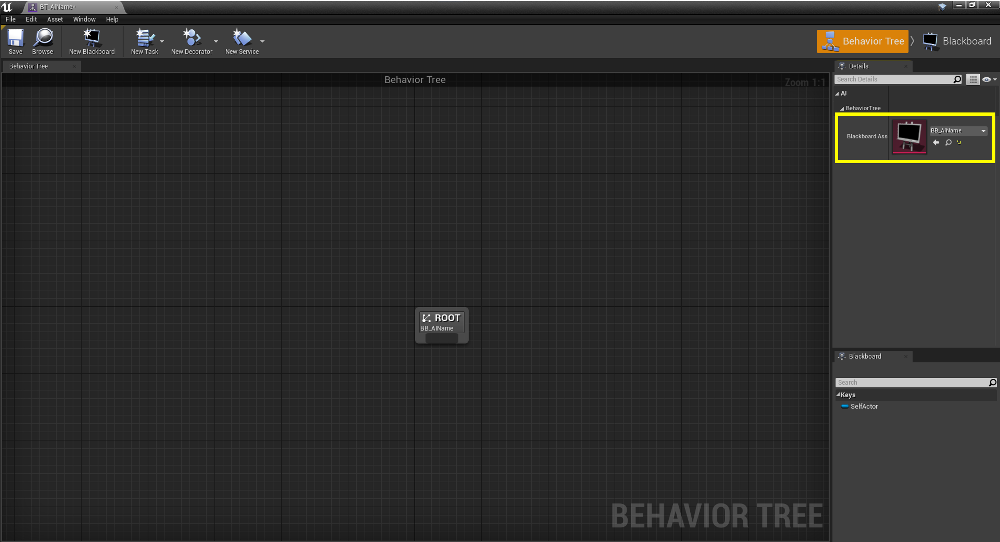 BT_AIName*
File Edit Asset Window Help
Save Browse New Blackboard New Task New Decorator New Service
Behavior Tree Blackboard
Behavior Tree
Behavior Tree
Zoom 1:1
ROOT
BB_AIName
BEHAVIOR TREE
Details
Search Details
AI
BehaviorTree
Blackboard Ass
BB_AIName
Blackboard
Search
Keys
SelfActor